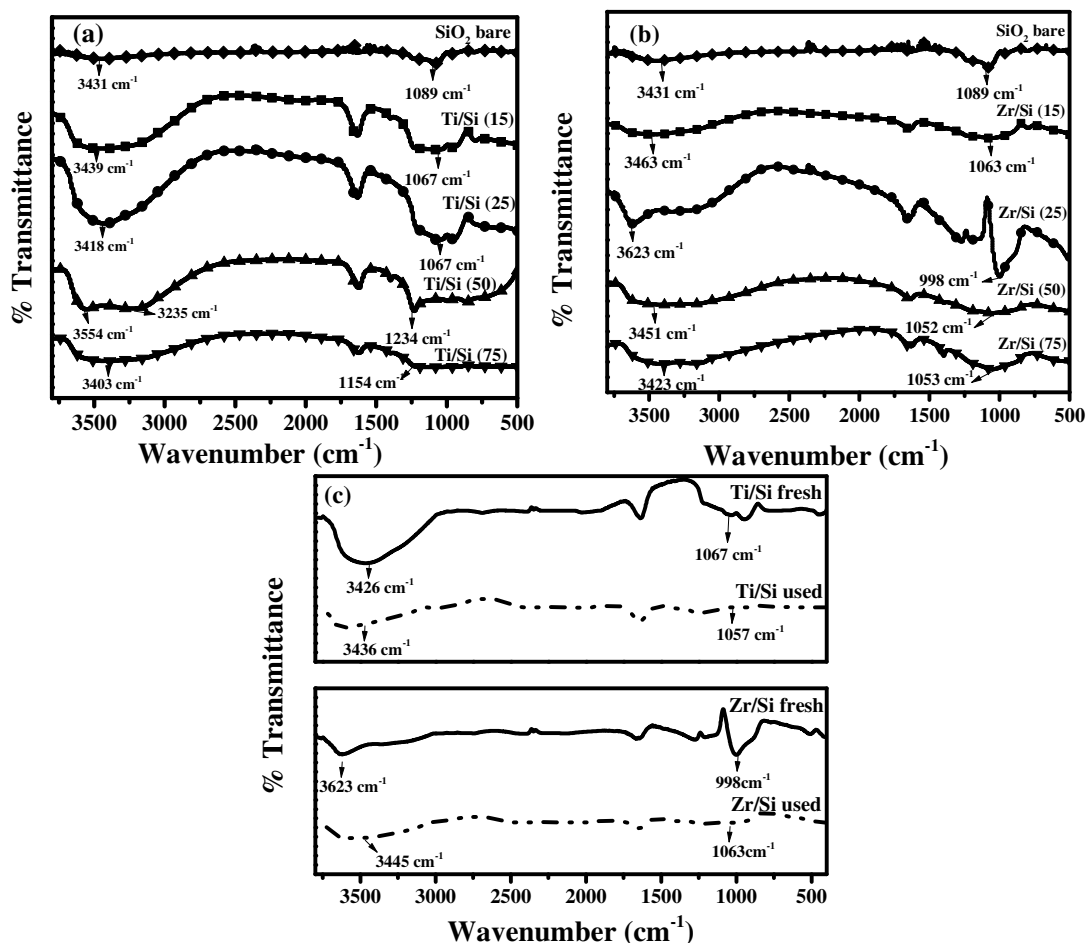 (a)
SiO₂ bare
3431 cm⁻¹
1089 cm⁻¹
Ti/Si (15)
3439 cm⁻¹
1067 cm⁻¹
Ti/Si (25)
3418 cm⁻¹
1067 cm⁻¹
Ti/Si (50)
3554 cm⁻¹
3235 cm⁻¹
1234 cm⁻¹
Ti/Si (75)
3403 cm⁻¹
1154 cm⁻¹
% Transmittance
3500 3000 2500 2000 1500 1000 500
Wavenumber (cm⁻¹)
(b)
SiO₂ bare
3431 cm⁻¹
1089 cm⁻¹
Zr/Si (15)
3463 cm⁻¹
1063 cm⁻¹
Zr/Si (25)
3623 cm⁻¹
998 cm⁻¹
Zr/Si (50)
3451 cm⁻¹
1052 cm⁻¹
Zr/Si (75)
3423 cm⁻¹
1053 cm⁻¹
% Transmittance
3500 3000 2500 2000 1500 1000 500
Wavenumber (cm⁻¹)
(c)
Ti/Si fresh
1067 cm⁻¹
3426 cm⁻¹
Ti/Si used
3436 cm⁻¹
1057 cm⁻¹
Zr/Si fresh
3623 cm⁻¹
998cm⁻¹
Zr/Si used
3445 cm⁻¹
1063cm⁻¹
% Transmittance
3500 3000 2500 2000 1500 1000 500
Wavenumber (cm⁻¹)